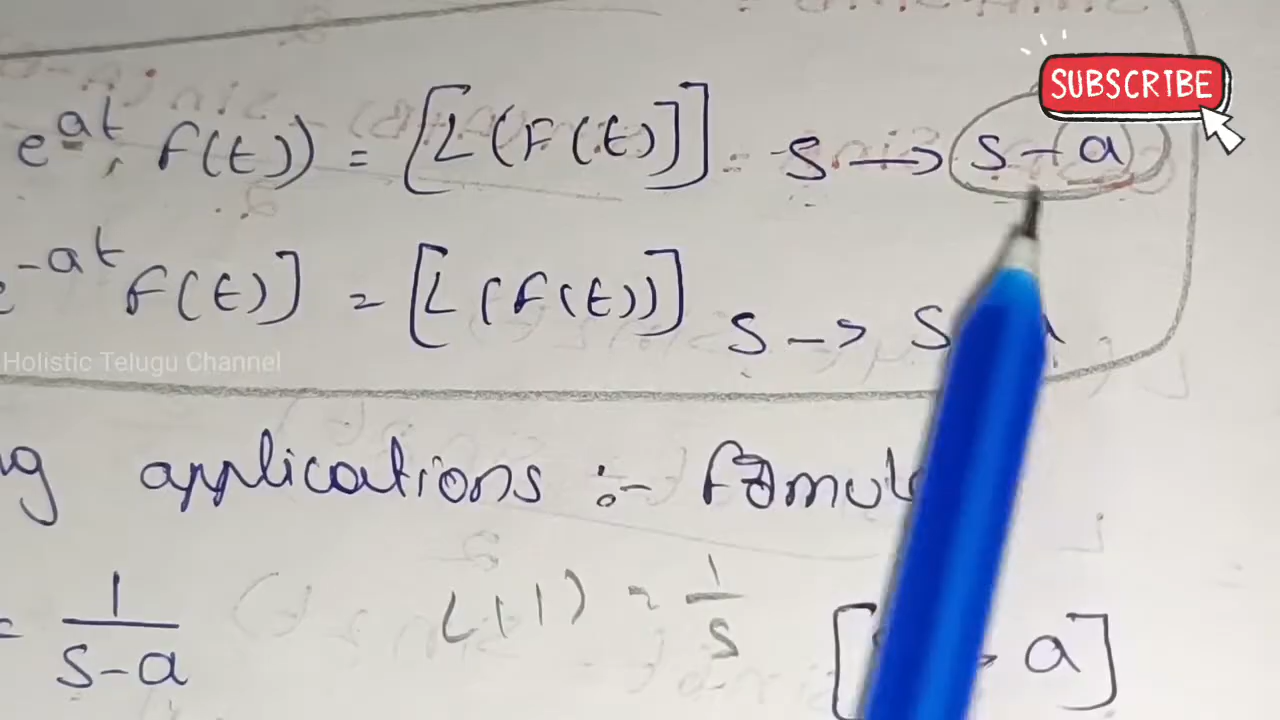 SUBSCRIBE
e^at, f(t)) = [L(F(t)]. s → s-a
-at f(t)] = [L(f(t))] s → s
Holistic Telugu Channel
applications :- formul
= 1/(s-a) L(1) = 1/s [ a]